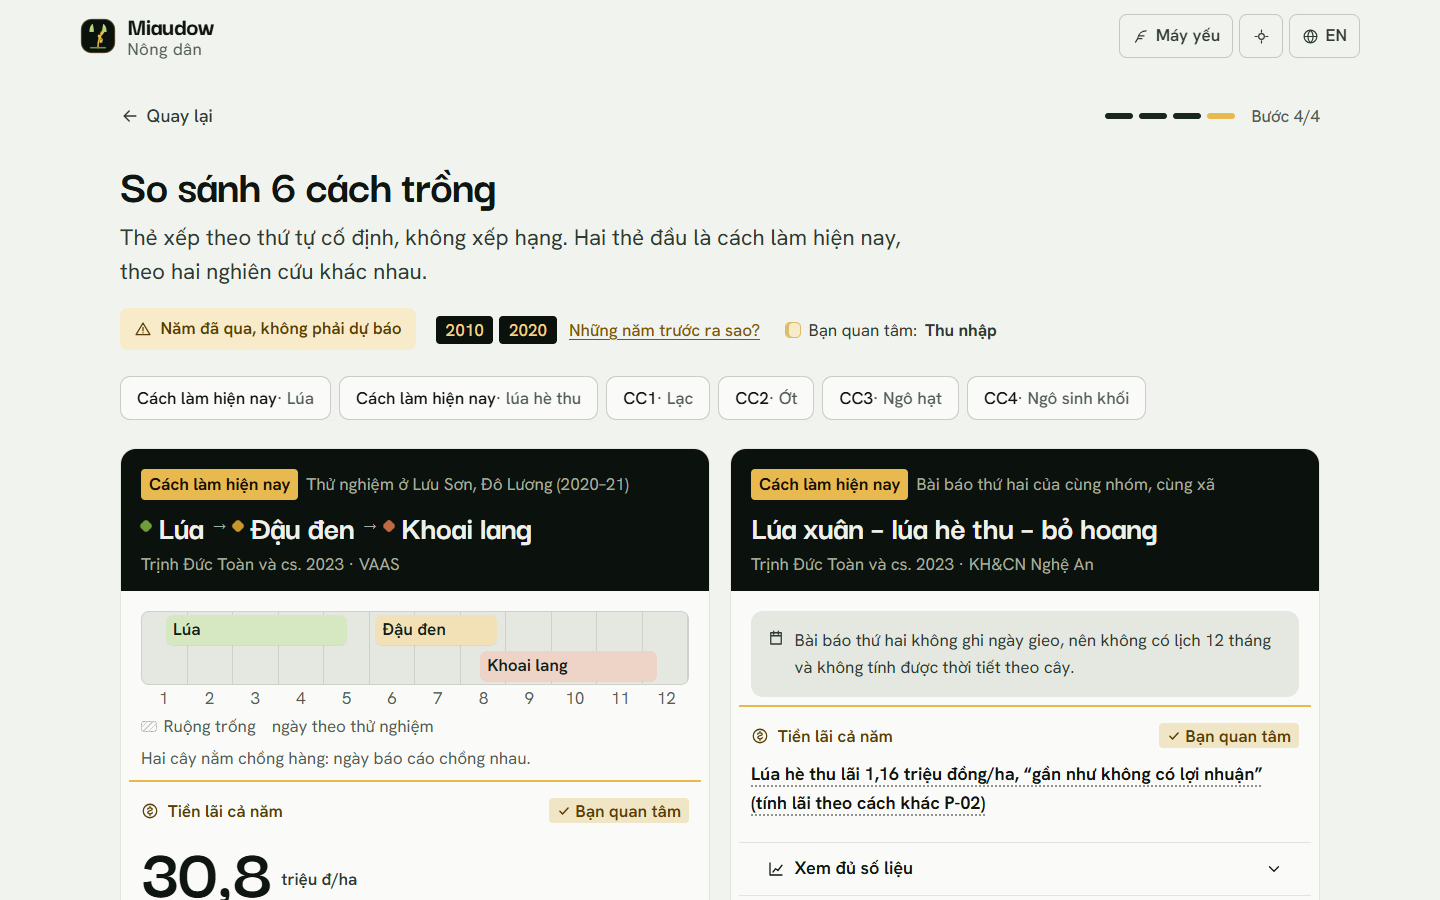 Miaudow
Nông dân
Máy yếu
EN
Quay lại
Bước 4/4
So sánh 6 cách trồng
Thẻ xếp theo thứ tự cố định, không xếp hạng. Hai thẻ đầu là cách làm hiện nay,
theo hai nghiên cứu khác nhau.
Năm đã qua, không phải dự báo
2010 2020 Những năm trước ra sao?
Bạn quan tâm: Thu nhập
Cách làm hiện nay· Lúa
Cách làm hiện nay· lúa hè thu
CC1· Lạc
CC2· Ớt
CC3· Ngô hạt
CC4· Ngô sinh khối
Cách làm hiện nay Thử nghiệm ở Lưu Sơn, Đô Lương (2020–21)
Lúa → Đậu đen → Khoai lang
Trịnh Đức Toàn và cs. 2023 · VAAS
Lúa
Đậu đen
Khoai lang
1 2 3 4 5 6 7 8 9 10 11 12
Ruộng trống ngày theo thử nghiệm
Hai cây nằm chồng hàng: ngày báo cáo chồng nhau.
Tiền lãi cả năm
Bạn quan tâm
30,8 triệu đ/ha
Cách làm hiện nay Bài báo thứ hai của cùng nhóm, cùng xã
Lúa xuân – lúa hè thu – bỏ hoang
Trịnh Đức Toàn và cs. 2023 · KH&CN Nghệ An
Bài báo thứ hai không ghi ngày gieo, nên không có lịch 12 tháng
và không tính được thời tiết theo cây.
Tiền lãi cả năm
Bạn quan tâm
Lúa hè thu lãi 1,16 triệu đồng/ha, “gần như không có lợi nhuận”
(tính lãi theo cách khác P-02)
Xem đủ số liệu